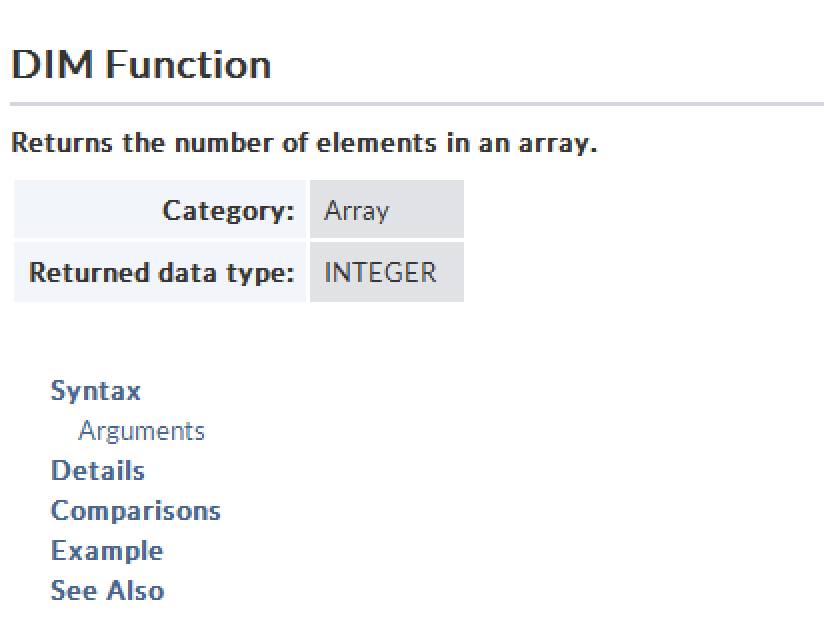 DIM Function
Returns the number of elements in an array.
Category: Array
Returned data type: INTEGER
Syntax
Arguments
Details
Comparisons
Example
See Also